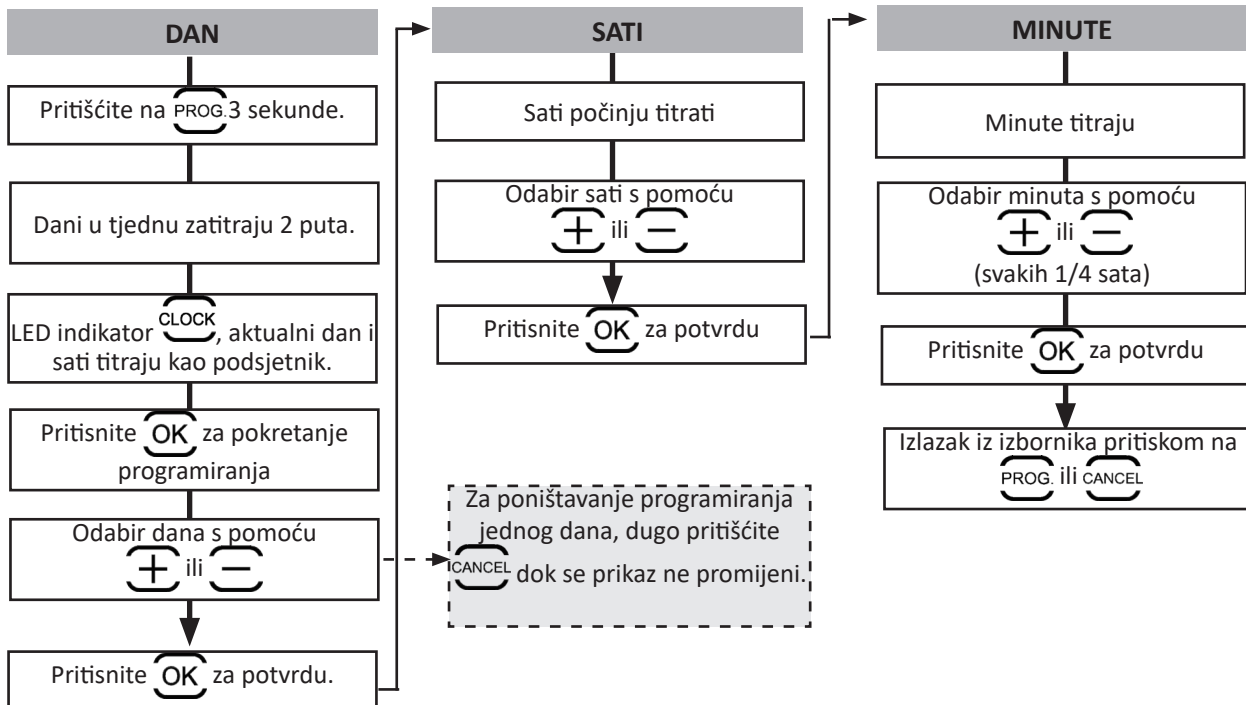 DAN
Pritišćite na PROG. 3 sekunde.
Dani u tjednu zatitraju 2 puta.
LED indikator CLOCK, aktualni dan i
sati titraju kao podsjetnik.
Pritisnite OK za pokretanje
programiranja
Odabir dana s pomoću
+ ili −
Pritisnite OK za potvrdu.
SATI
Sati počinju titrati
Odabir sati s pomoću
+ ili −
Pritisnite OK za potvrdu
Za poništavanje programiranja
jednog dana, dugo pritišćite
CANCEL dok se prikaz ne promijeni.
MINUTE
Minute titraju
Odabir minuta s pomoću
+ ili −
(svakih 1/4 sata)
Pritisnite OK za potvrdu
Izlazak iz izbornika pritiskom na
PROG. ili CANCEL